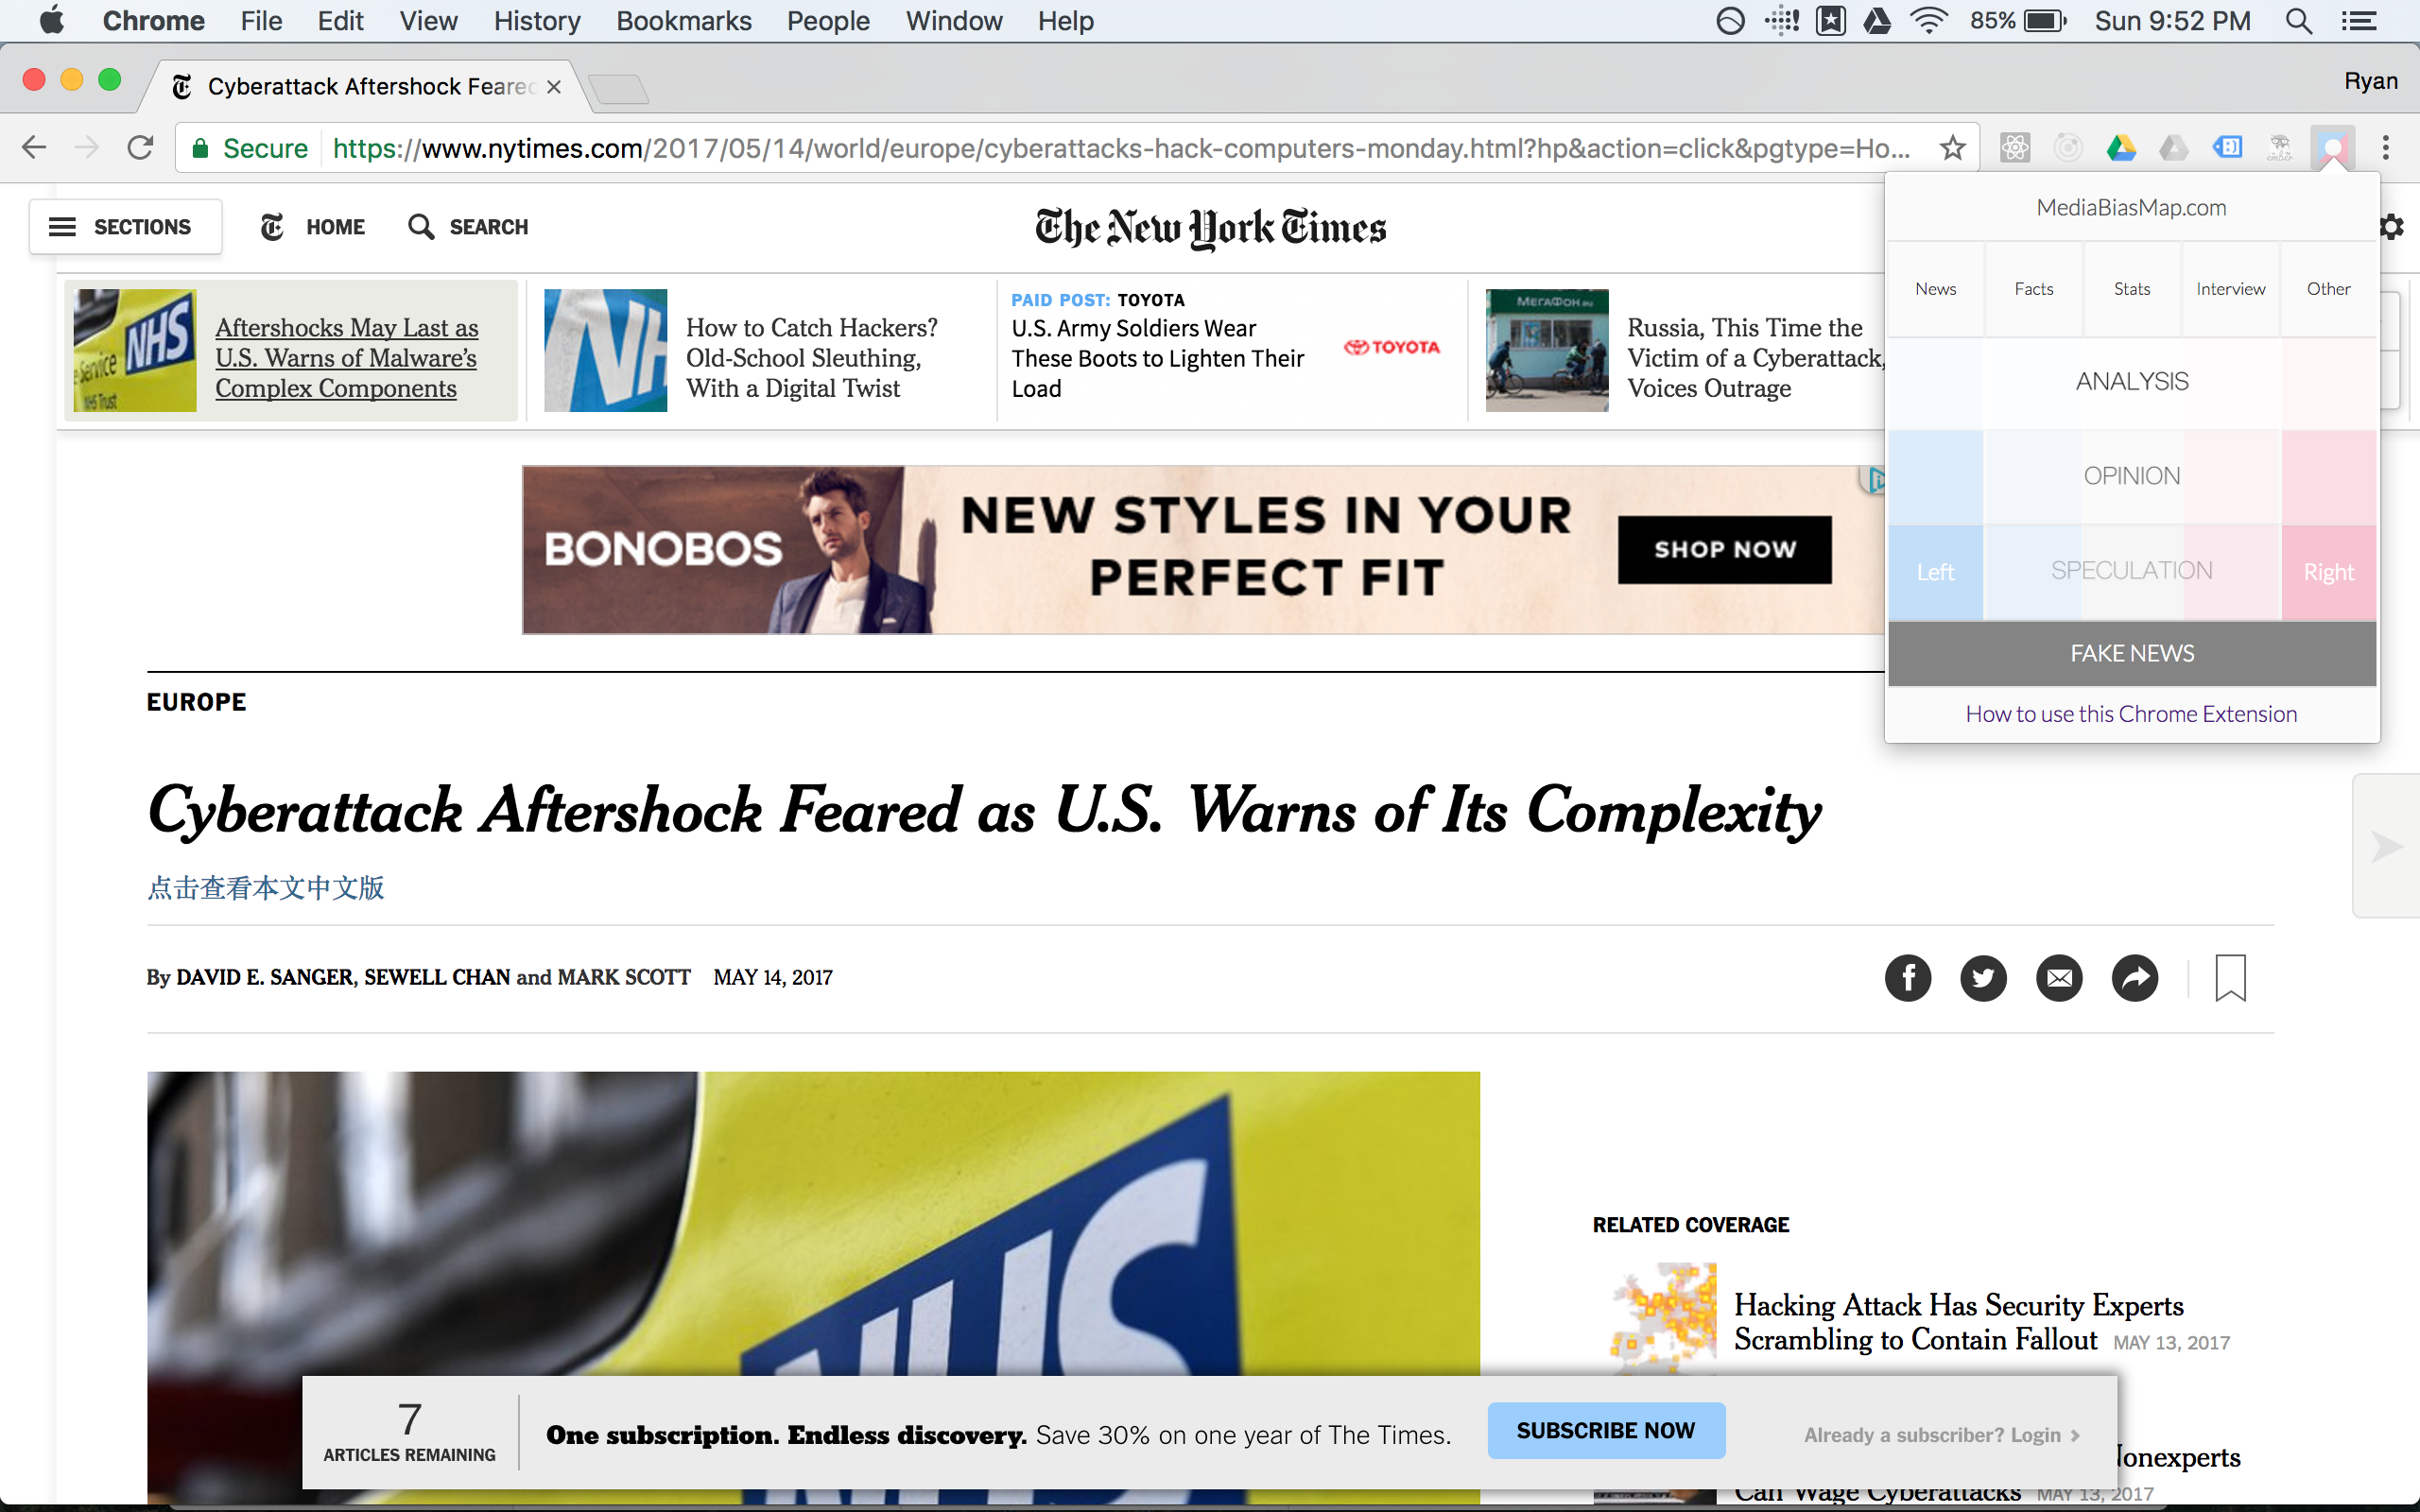 Chrome File Edit View History Bookmarks People Window Help 85% Sun 9:52 PM
Cyberattack Aftershock Feared
Ryan
Secure https://www.nytimes.com/2017/05/14/world/europe/cyberattacks-hack-computers-monday.html?hp&action=click&pgtype=Ho...
SECTIONS HOME SEARCH
The New York Times
Aftershocks May Last as
U.S. Warns of Malware's
Complex Components
NHS
Service
NHS Trust
How to Catch Hackers?
Old-School Sleuthing,
With a Digital Twist
PAID POST: TOYOTA
U.S. Army Soldiers Wear
These Boots to Lighten Their
Load
TOYOTA
МегаФон
Russia, This Time the
Victim of a Cyberattack,
Voices Outrage
MediaBiasMap.com
News Facts Stats Interview Other
ANALYSIS
OPINION
Left SPECULATION Right
FAKE NEWS
How to use this Chrome Extension
BONOBOS
NEW STYLES IN YOUR
PERFECT FIT
SHOP NOW
EUROPE
Cyberattack Aftershock Feared as U.S. Warns of Its Complexity
点击查看本文中文版
By DAVID E. SANGER, SEWELL CHAN and MARK SCOTT MAY 14, 2017
NHS
RELATED COVERAGE
Hacking Attack Has Security Experts
Scrambling to Contain Fallout MAY 13, 2017
Nonexperts
Can Wage Cyberattacks MAY 13, 2017
7
ARTICLES REMAINING
One subscription. Endless discovery. Save 30% on one year of The Times.
SUBSCRIBE NOW
Already a subscriber? Login